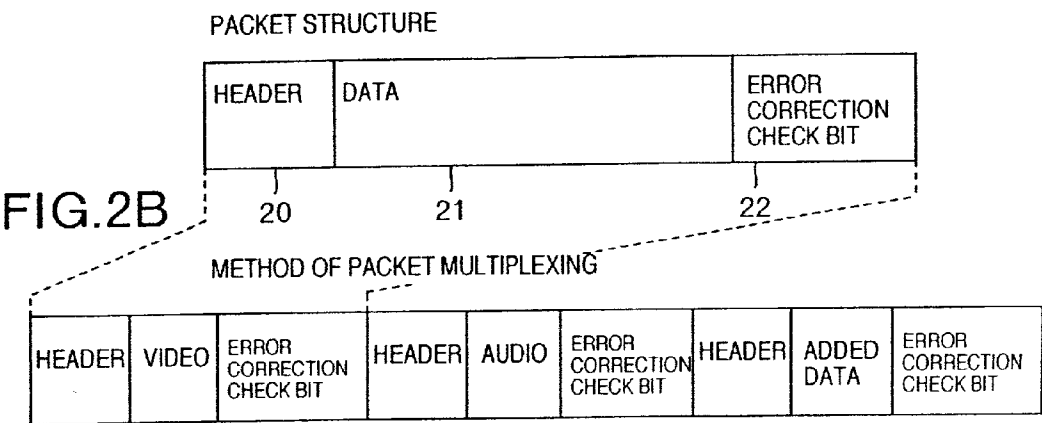 PACKET STRUCTURE
HEADER
DATA
ERROR
CORRECTION
CHECK BIT
FIG.2B
20
21
22
METHOD OF PACKET MULTIPLEXING
HEADER
VIDEO
ERROR
CORRECTION
CHECK BIT
HEADER
AUDIO
ERROR
CORRECTION
CHECK BIT
HEADER
ADDED
DATA
ERROR
CORRECTION
CHECK BIT